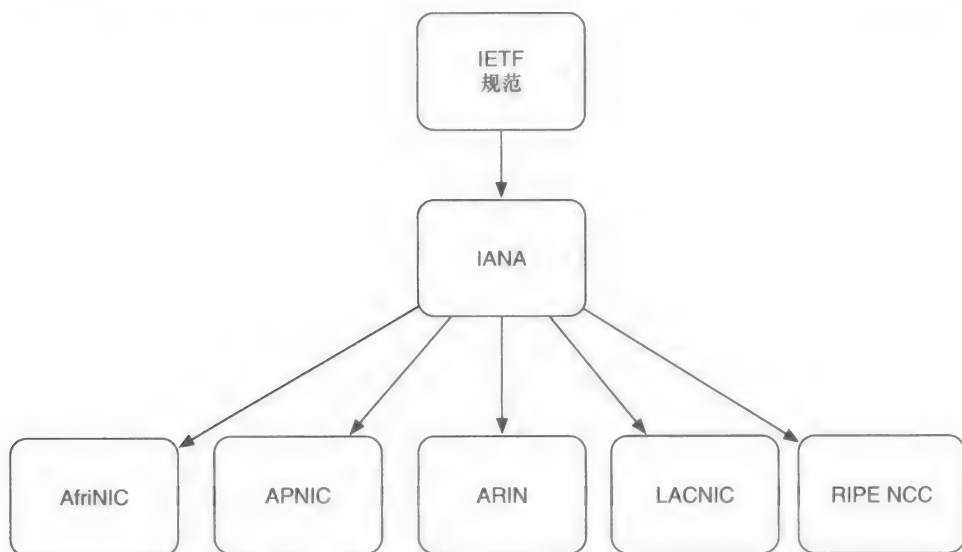 IETF
规范
IANA
AfriNIC
APNIC
ARIN
LACNIC
RIPE NCC